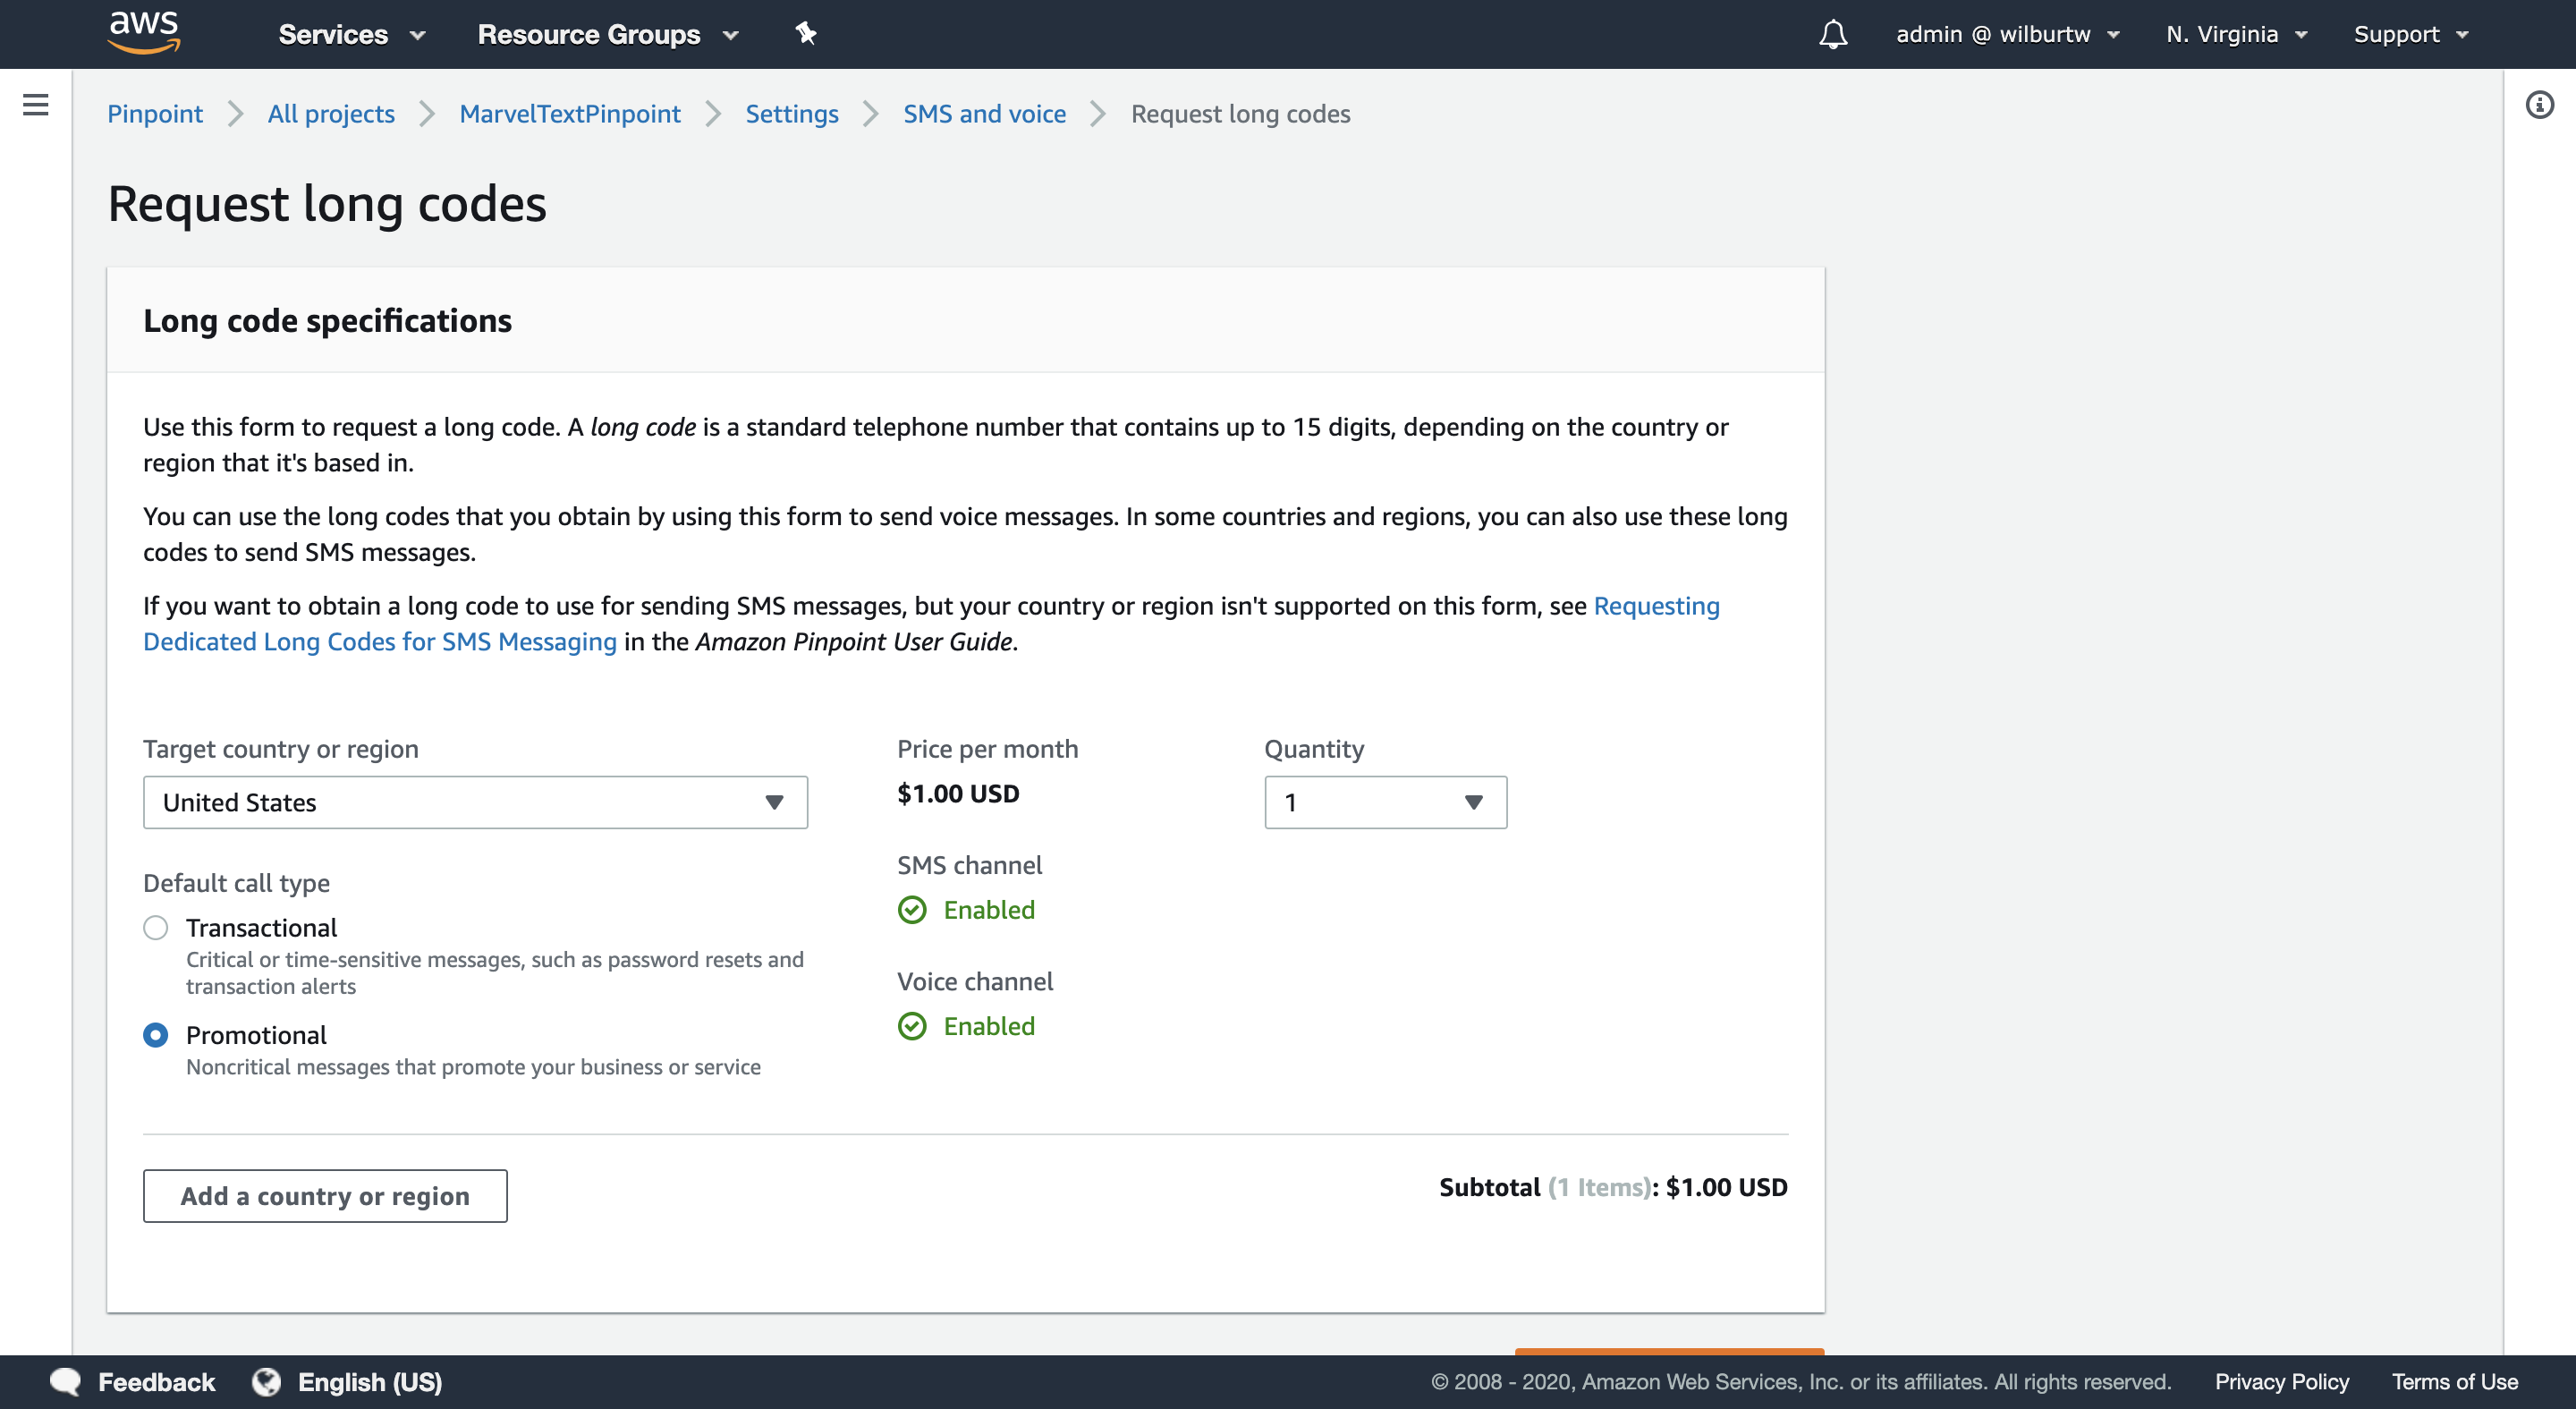 aws Services Resource Groups admin @ wilburtw N. Virginia Support
Pinpoint All projects MarvelTextPinpoint Settings SMS and voice Request long codes
Request long codes
Long code specifications
Use this form to request a long code. A long code is a standard telephone number that contains up to 15 digits, depending on the country or
region that it's based in.
You can use the long codes that you obtain by using this form to send voice messages. In some countries and regions, you can also use these long
codes to send SMS messages.
If you want to obtain a long code to use for sending SMS messages, but your country or region isn't supported on this form, see Requesting
Dedicated Long Codes for SMS Messaging in the Amazon Pinpoint User Guide.
Target country or region
United States
Default call type
Transactional
Critical or time-sensitive messages, such as password resets and
transaction alerts
Promotional
Noncritical messages that promote your business or service
Price per month
$1.00 USD
SMS channel
Enabled
Voice channel
Enabled
Quantity
1
Add a country or region
Subtotal (1 Items): $1.00 USD
Feedback English (US) © 2008 - 2020, Amazon Web Services, Inc. or its affiliates. All rights reserved. Privacy Policy Terms of Use